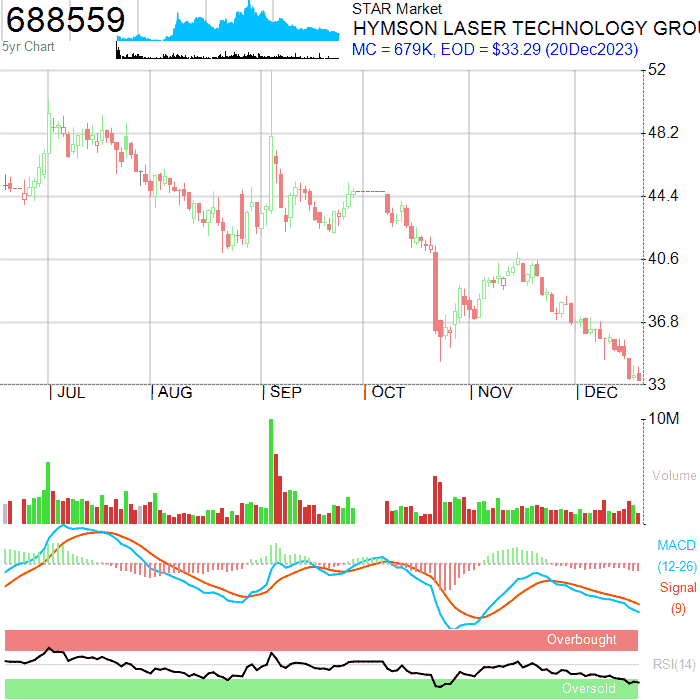 688559
5yr Chart
STAR Market
HYMSON LASER TECHNOLOGY GROU
MC = 679K, EOD = $33.29 (20Dec2023)
52
48.2
44.4
40.6
36.8
33
JUL
AUG
SEP
OCT
NOV
DEC
10M
Volume
MACD
(12-26)
Signal
(9)
Overbought
RSI(14)
Oversold